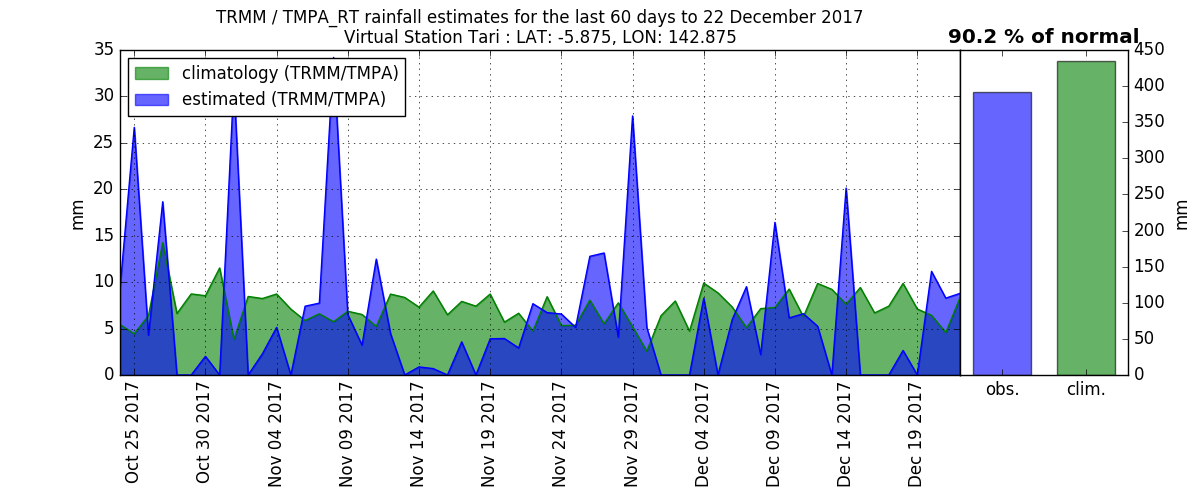 TRMM / TMPA_RT rainfall estimates for the last 60 days to 22 December 2017
Virtual Station Tari : LAT: -5.875, LON: 142.875
90.2 % of normal
climatology (TRMM/TMPA)
estimated (TRMM/TMPA)
35
30
25
20
15
10
5
0
mm
Oct 25 2017
Oct 30 2017
Nov 04 2017
Nov 09 2017
Nov 14 2017
Nov 19 2017
Nov 24 2017
Nov 29 2017
Dec 04 2017
Dec 09 2017
Dec 14 2017
Dec 19 2017
450
400
350
300
250
200
150
100
50
0
mm
obs.
clim.